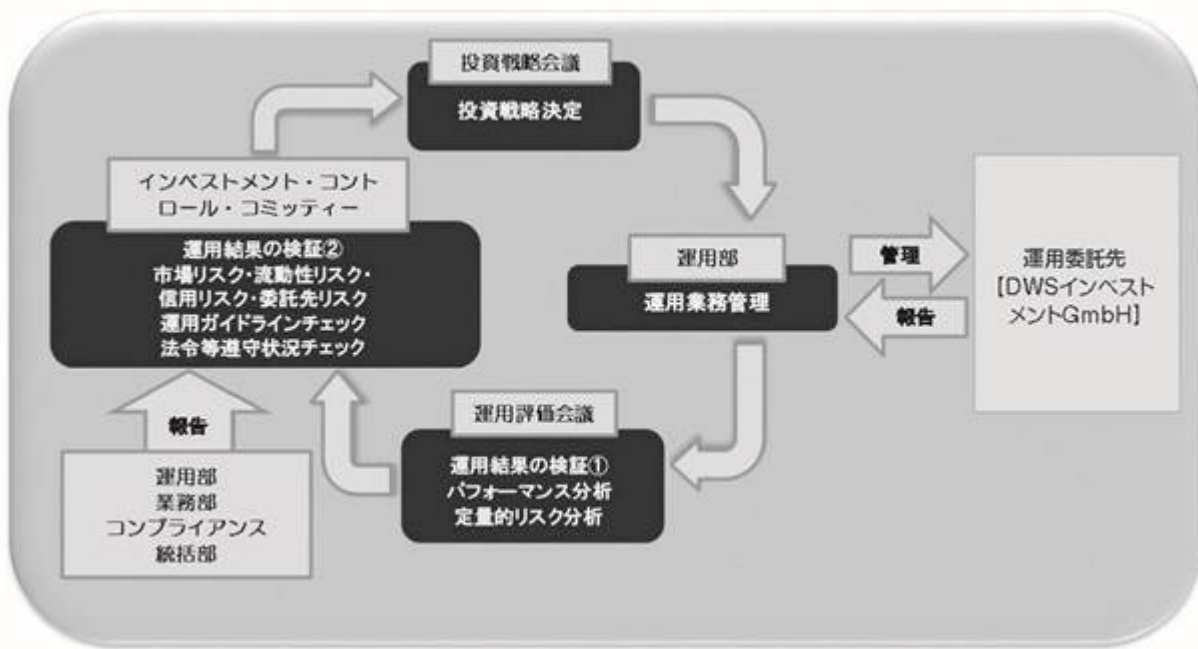 投資戦略会議
投資戦略決定
インベストメント・コント
ロール・コミッティー
運用結果の検証②
市場リスク・流動性リスク・
信用リスク・委託先リスク
運用ガイドラインチェック
法令等遵守状況チェック
運用部
運用業務管理
管理
報告
運用委託先
【DWSインベスト
メントGmbH】
運用評価会議
運用結果の検証①
パフォーマンス分析
定量的リスク分析
報告
運用部
業務部
コンプライアンス
統括部